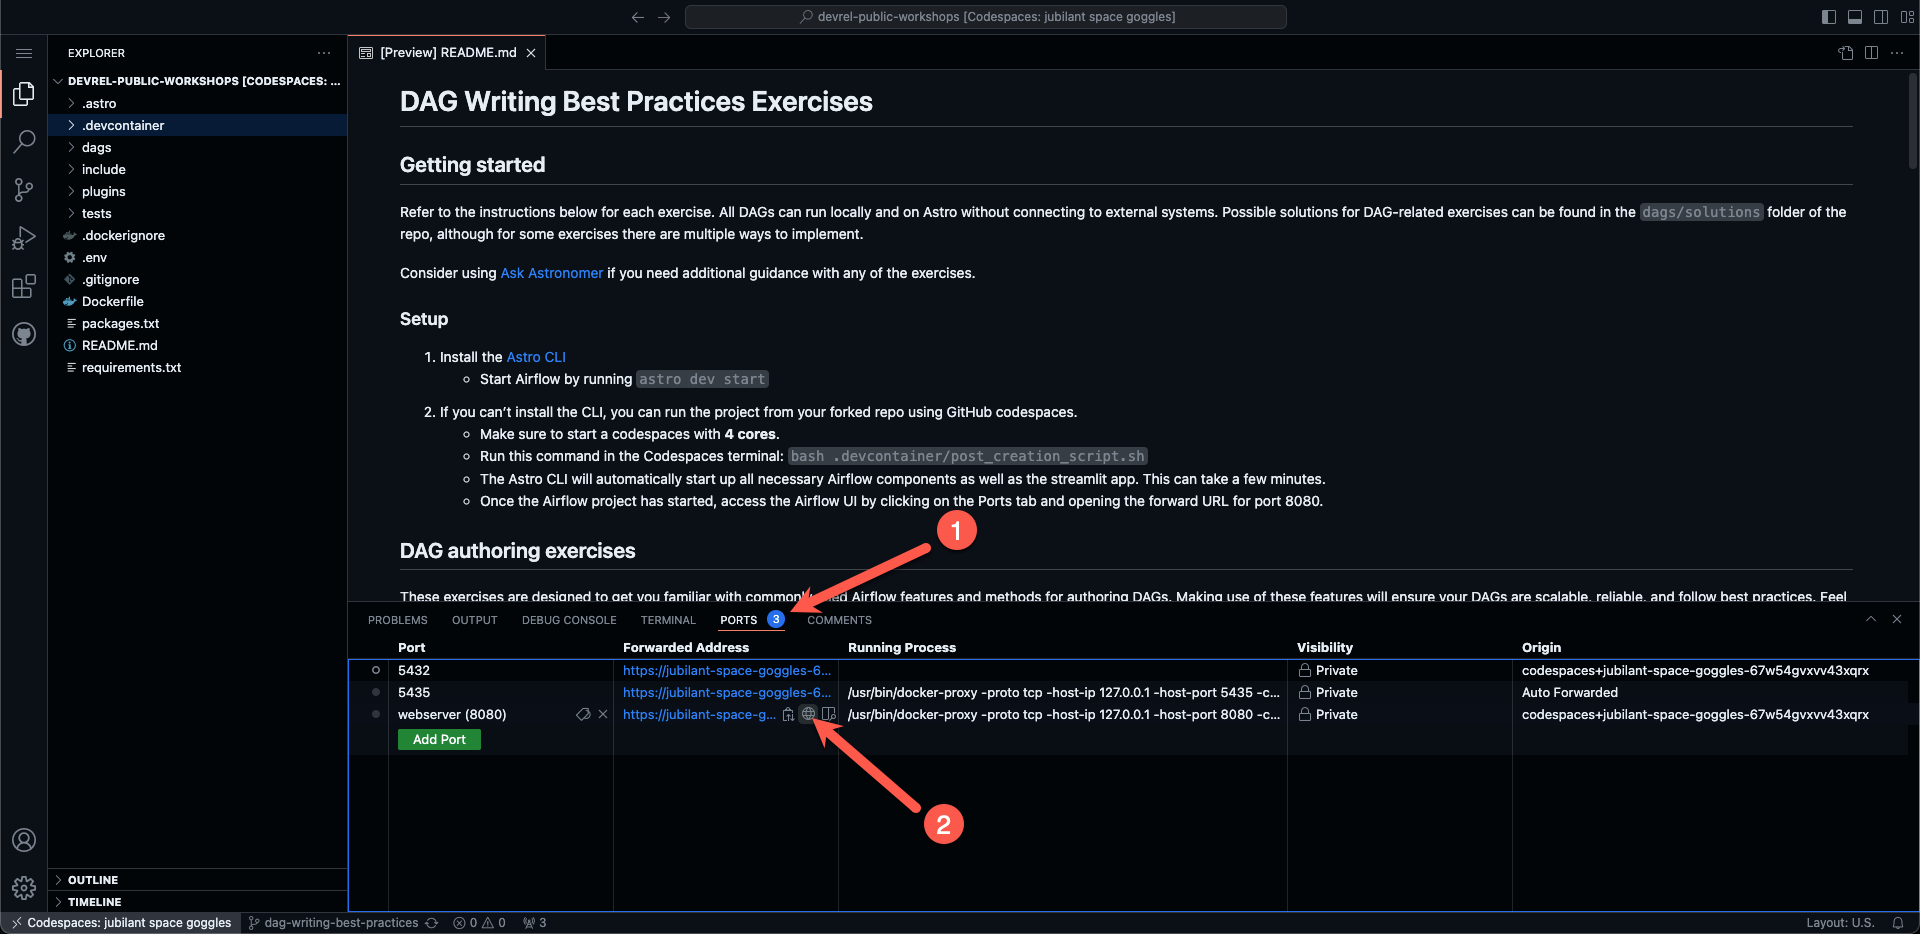 devrel-public-workshops [Codespaces: jubilant space goggles]
EXPLORER
DEVREL-PUBLIC-WORKSHOPS [CODESPACES: ...
.astro
.devcontainer
dags
include
plugins
tests
.dockerignore
.env
.gitignore
Dockerfile
packages.txt
README.md
requirements.txt
OUTLINE
TIMELINE
[Preview] README.md
DAG Writing Best Practices Exercises
Getting started
Refer to the instructions below for each exercise. All DAGs can run locally and on Astro without connecting to external systems. Possible solutions for DAG-related exercises can be found in the dags/solutions folder of the
repo, although for some exercises there are multiple ways to implement.
Consider using Ask Astronomer if you need additional guidance with any of the exercises.
Setup
1. Install the Astro CLI
Start Airflow by running astro dev start
2. If you can't install the CLI, you can run the project from your forked repo using GitHub codespaces.
Make sure to start a codespaces with 4 cores.
Run this command in the Codespaces terminal: bash .devcontainer/post_creation_script.sh
The Astro CLI will automatically start up all necessary Airflow components as well as the streamlit app. This can take a few minutes.
Once the Airflow project has started, access the Airflow UI by clicking on the Ports tab and opening the forward URL for port 8080.
1
DAG authoring exercises
These exercises are designed to get you familiar with Airflow features and methods for authoring DAGs. Making use of these features will ensure your DAGs are scalable, reliable, and follow best practices. Feel
PROBLEMS OUTPUT DEBUG CONSOLE TERMINAL PORTS 3 COMMENTS
Port Forwarded Address Running Process Visibility Origin
5432 https://jubilant-space-goggles-6... Private codespaces+jubilant-space-goggles-67w54gvxvv43xqrx
5435 https://jubilant-space-goggles-6... /usr/bin/docker-proxy -proto tcp -host-ip 127.0.0.1 -host-port 5435 -c... Private Auto Forwarded
webserver (8080) https://jubilant-space-g... /usr/bin/docker-proxy -proto tcp -host-ip 127.0.0.1 -host-port 8080 -c... Private codespaces+jubilant-space-goggles-67w54gvxvv43xqrx
Add Port
2
Codespaces: jubilant space goggles dag-writing-best-practices 0 0 3 Layout: U.S.